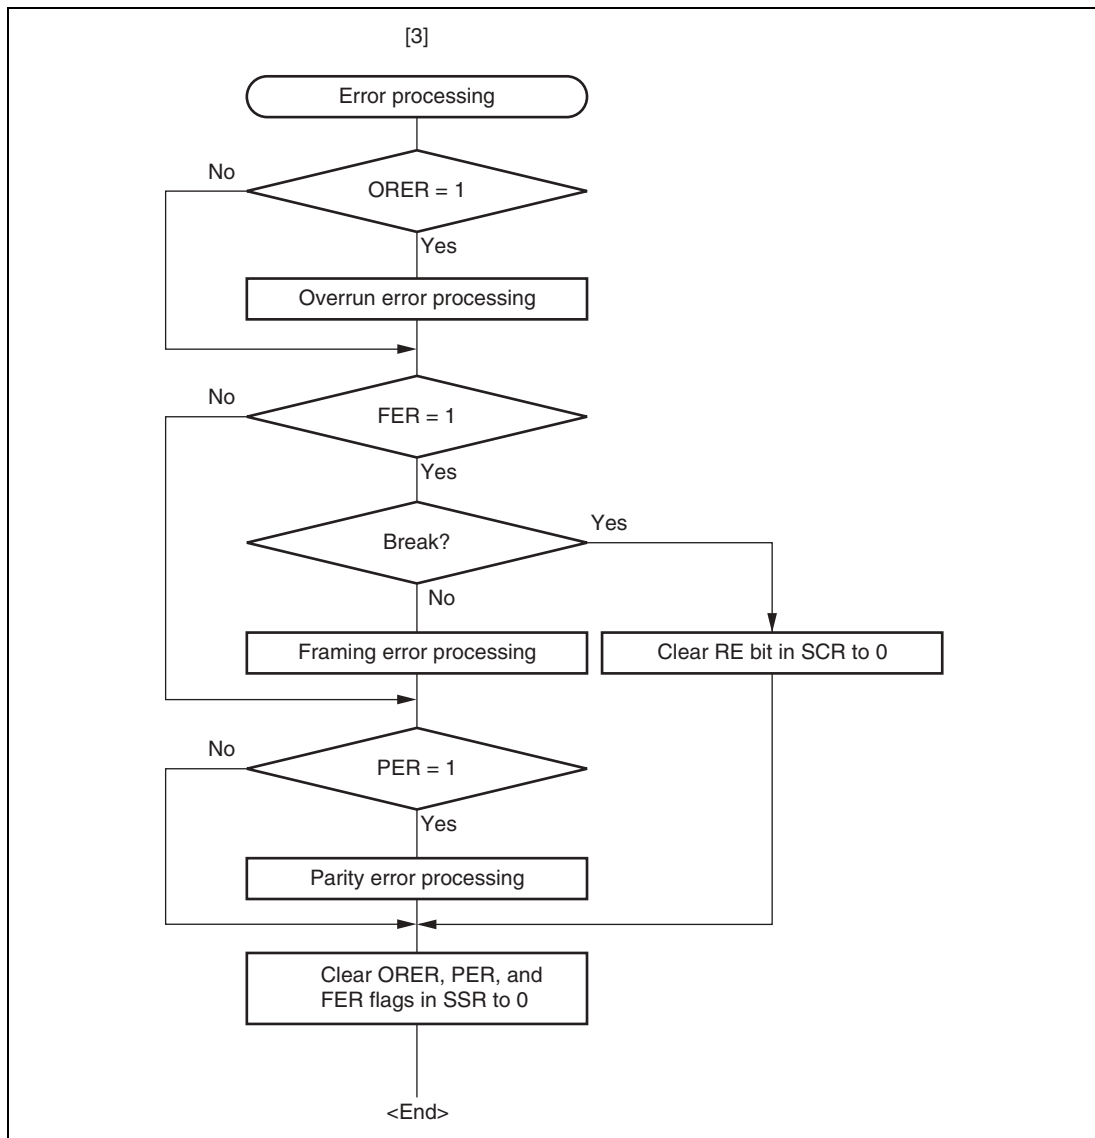 [3]
Error processing
No
ORER = 1
Yes
Overrun error processing
No
FER = 1
Yes
Break?
Yes
No
Framing error processing
Clear RE bit in SCR to 0
No
PER = 1
Yes
Parity error processing
Clear ORER, PER, and
FER flags in SSR to 0
<End>